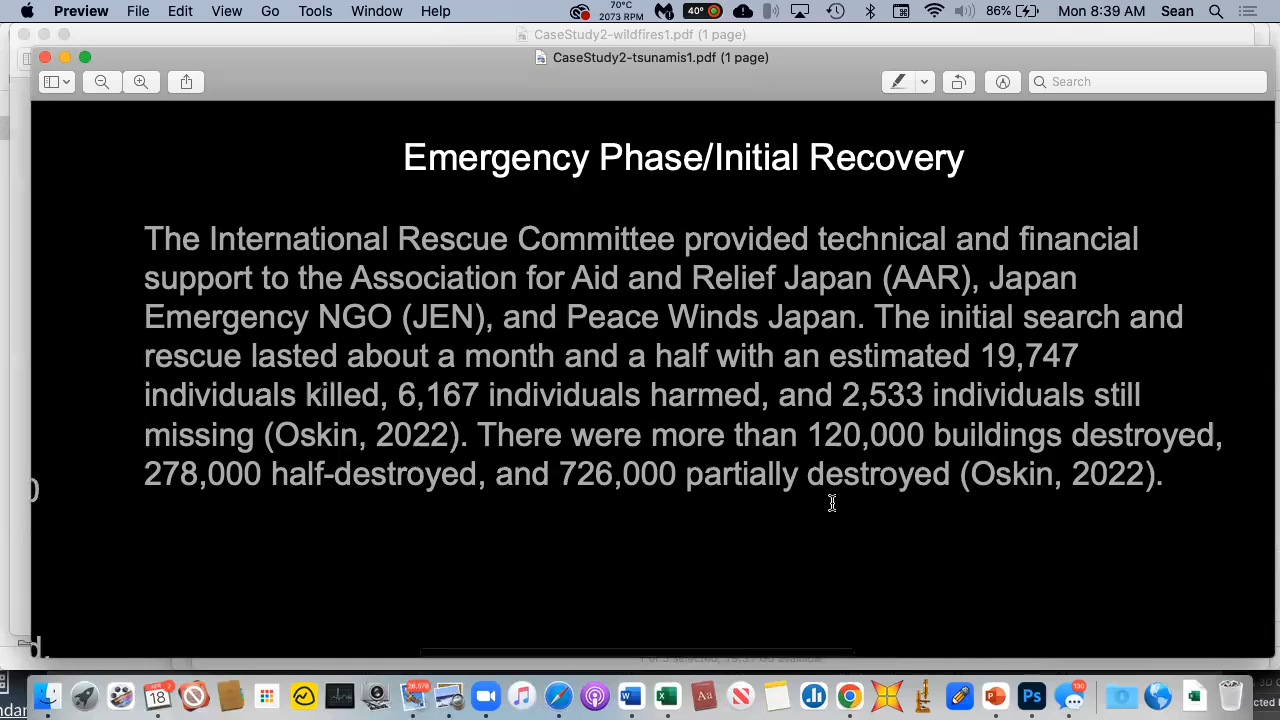 Preview File Edit View Go Tools Window Help 70°C 2073 RPM 40° 86% Mon 8:39 AM Sean
CaseStudy2-wildfires1.pdf (1 page)
CaseStudy2-tsunamis1.pdf (1 page)
Search
Emergency Phase/Initial Recovery
The International Rescue Committee provided technical and financial
support to the Association for Aid and Relief Japan (AAR), Japan
Emergency NGO (JEN), and Peace Winds Japan. The initial search and
rescue lasted about a month and a half with an estimated 19,747
individuals killed, 6,167 individuals harmed, and 2,533 individuals still
missing (Oskin, 2022). There were more than 120,000 buildings destroyed,
278,000 half-destroyed, and 726,000 partially destroyed (Oskin, 2022).
d.
18
130